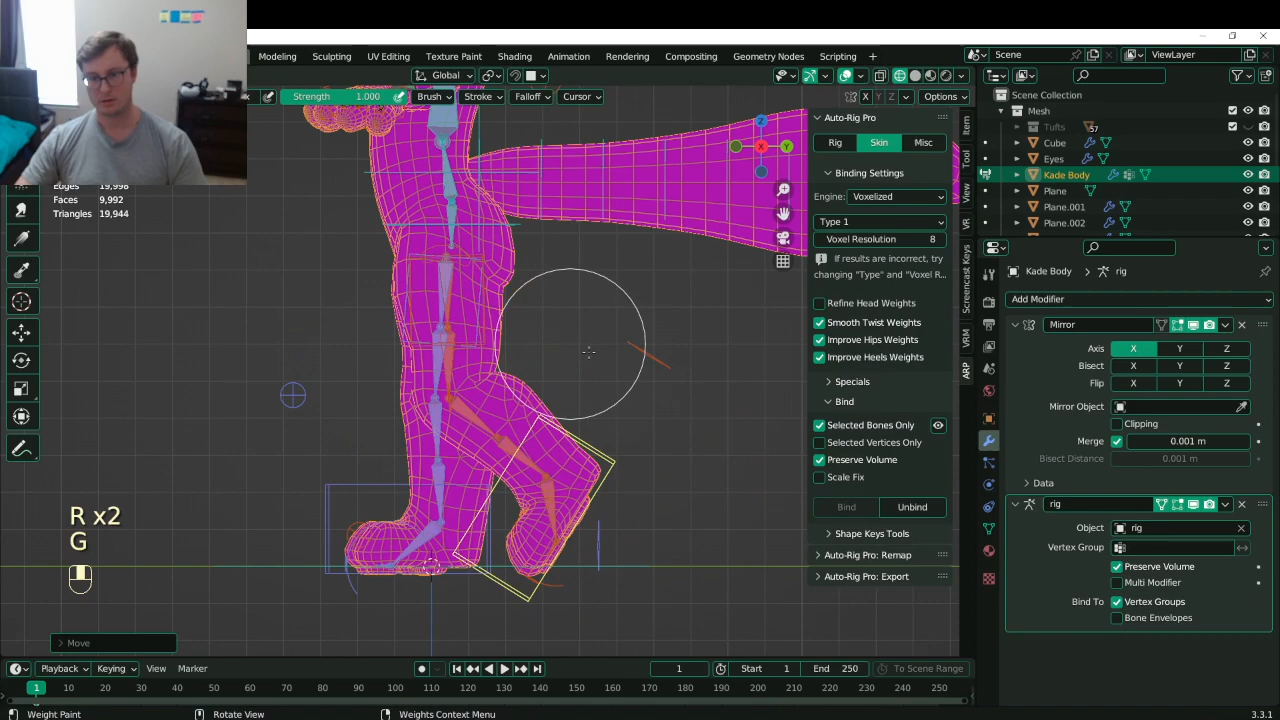 Modeling Sculpting UV Editing Texture Paint Shading Animation Rendering Compositing Geometry Nodes Scripting + Scene ViewLayer
Global Options
Strength 1.000 Brush Stroke Falloff Cursor X Y Z Options
Scene Collection
Mesh
Tufts 57
Cube
Eyes
Kade Body
Plane
Plane.001
Plane.002
Edges 19,998
Faces 9,992
Triangles 19,944
Z
X
Y
Auto-Rig Pro
Rig Skin Misc
Binding Settings
Engine: Voxelized
Type 1
Voxel Resolution 8
If results are incorrect, try
changing "Type" and "Voxel R...
Refine Head Weights
Smooth Twist Weights
Improve Hips Weights
Improve Heels Weights
Specials
Bind
Selected Bones Only
Selected Vertices Only
Preserve Volume
Scale Fix
Bind Unbind
Shape Keys Tools
Auto-Rig Pro: Remap
Auto-Rig Pro: Export
Item
Tool
View
VR
Screencast Keys
VRM
ARP
Kade Body rig
Add Modifier
Mirror
Axis X Y Z
Bisect X Y Z
Flip X Y Z
Mirror Object
Clipping
Merge 0.001 m
Bisect Distance 0.001 m
Data
rig
Object rig
Vertex Group
Preserve Volume
Multi Modifier
Bind To Vertex Groups
Bone Envelopes
R x2
G
Move
Playback Keying View Marker 1 Start 1 End 250 To Scene Range
1 10 20 30 40 50 60 70 80 90 100 110 120 130 140 150 160 170 180 190 200 210 220 230 240 250
Weight Paint Rotate View Weights Context Menu 3.3.1